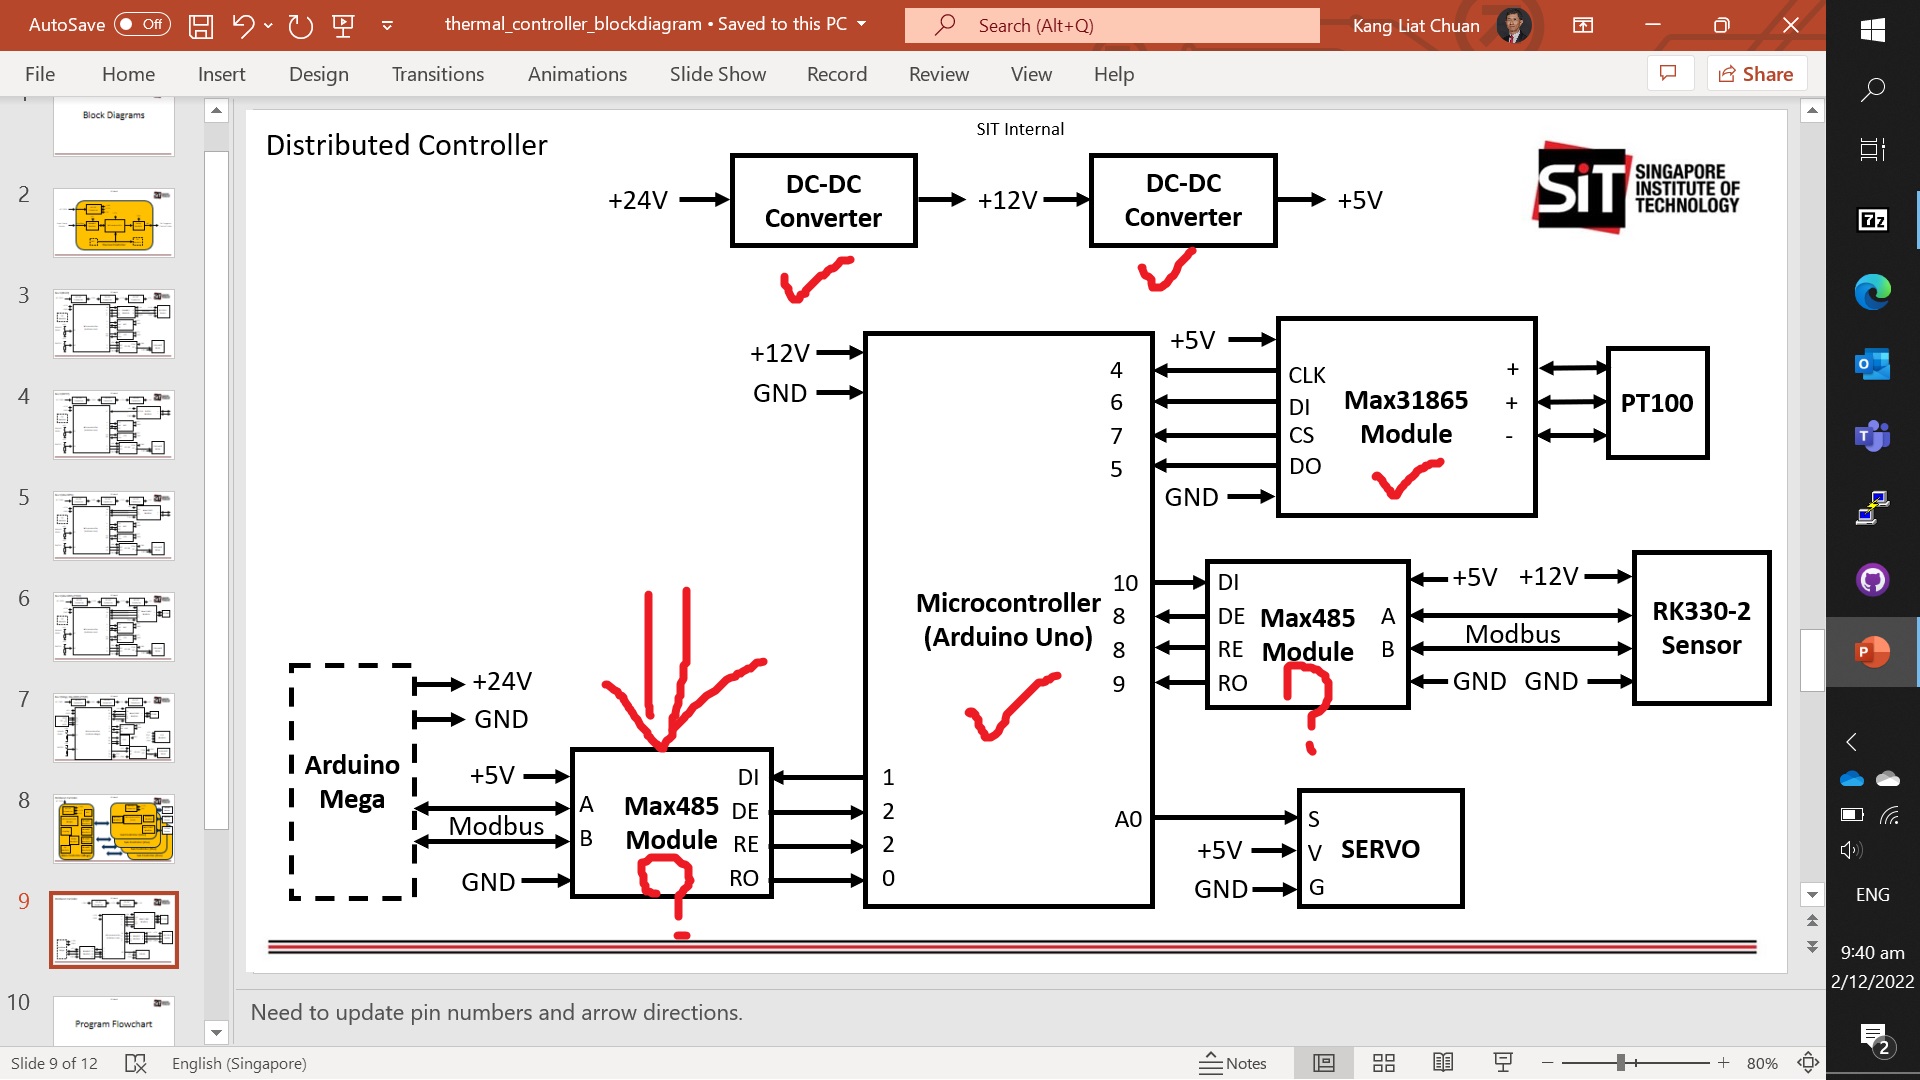 AutoSave Off
thermal_controller_blockdiagram • Saved to this PC
Search (Alt+Q)
Kang Liat Chuan
File Home Insert Design Transitions Animations Slide Show Record Review View Help
Share
Block Diagrams
2
3
4
5
6
7
8
9
10
Program Flowchart
SIT Internal
Distributed Controller
SiT
SINGAPORE
INSTITUTE OF
TECHNOLOGY
+24V
DC-DC
Converter
+12V
DC-DC
Converter
+5V
+12V
GND
Microcontroller
(Arduino Uno)
4
6
7
5
+5V
CLK
DI
CS
DO
GND
Max31865
Module
+
+
-
PT100
10
8
8
9
DI
DE
RE
RO
Max485
Module
A
B
+5V
Modbus
GND
+12V
GND
RK330-2
Sensor
?
Arduino
Mega
+24V
GND
+5V
Modbus
GND
A
B
Max485
Module
DI
DE
RE
RO
?
1
2
2
0
A0
+5V
GND
S
V
G
SERVO
Need to update pin numbers and arrow directions.
Slide 9 of 12
English (Singapore)
Notes
80%
7z
ENG
9:40 am
2/12/2022
2